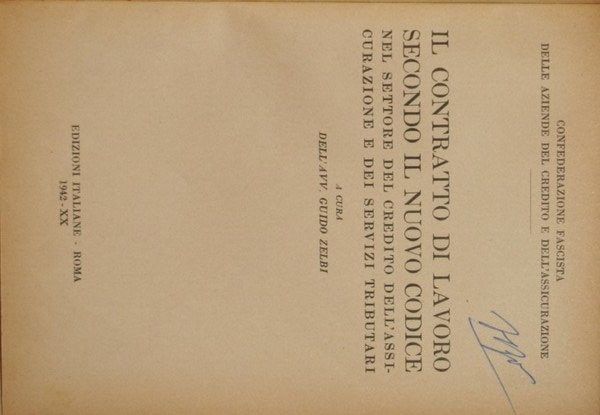 CONFEDERAZIONE FASCISTA
DELLE AZIENDE DEL CREDITO E DELL'ASSICURAZIONE
IL CONTRATTO DI LAVORO
SECONDO IL NUOVO CODICE
NEL SETTORE DEL CREDITO DELL'ASSI-
CURAZIONE E DEI SERVIZI TRIBUTARI
A CURA
DELL'AVV. GUIDO ZELBI
EDIZIONI ITALIANE - ROMA
1942-XX